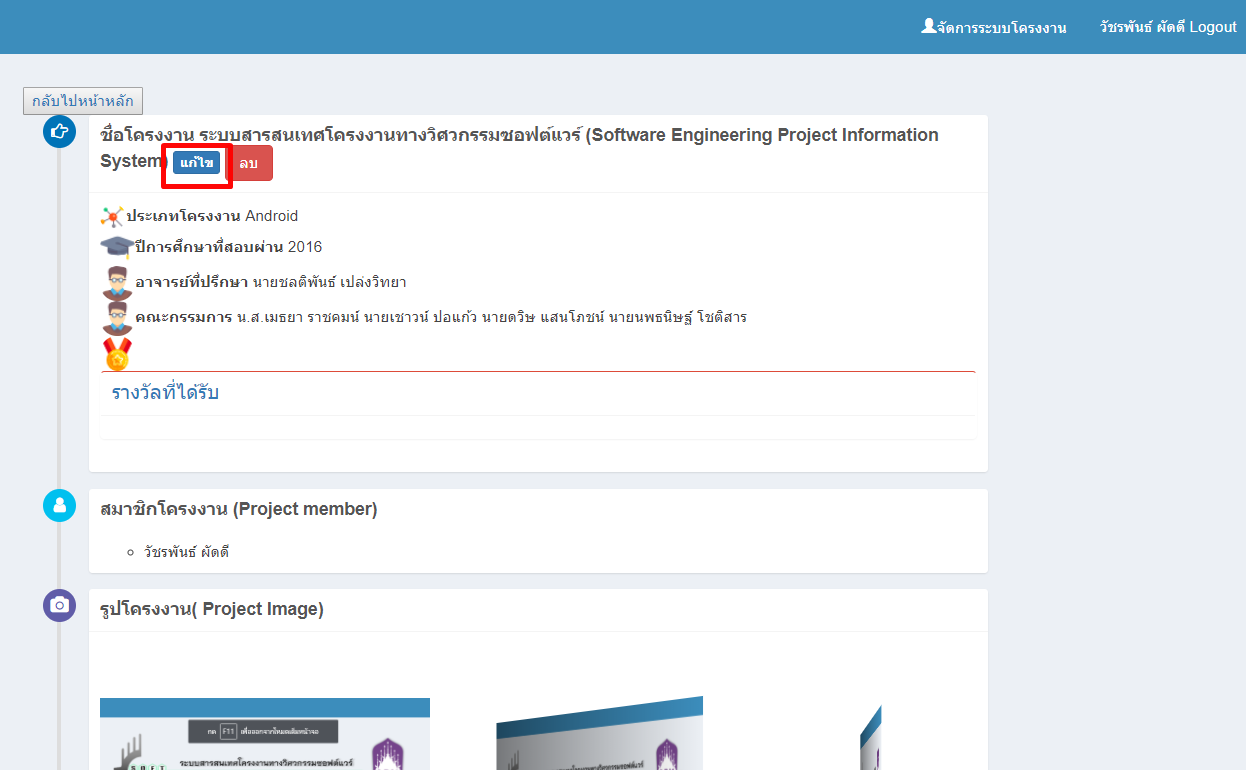 จัดการระบบโครงงาน วัชรพันธ์ ผัดดี Logout
กลับไปหน้าหลัก
ชื่อโครงงาน ระบบสารสนเทศโครงงานทางวิศวกรรมซอฟต์แวร์ (Software Engineering Project Information
System) แก้ไข ลบ
ประเภทโครงงาน Android
ปีการศึกษาที่สอบผ่าน 2016
อาจารย์ที่ปรึกษา นายชลติพันธ์ เปล่งวิทยา
คณะกรรมการ น.ส.เมธยา ราชคมน์ นายเชาวน์ ปอแก้ว นายดวิษ แสนโภชน์ นายนพธนิษฐ์ โชติสาร
รางวัลที่ได้รับ
สมาชิกโครงงาน (Project member)
วัชรพันธ์ ผัดดี
รูปโครงงาน( Project Image)
กด F11 เพื่อออกจากโหมดเต็มหน้าจอ
S O F T
ระบบสารสนเทศโครงงานทางวิศวกรรมซอฟต์แวร์